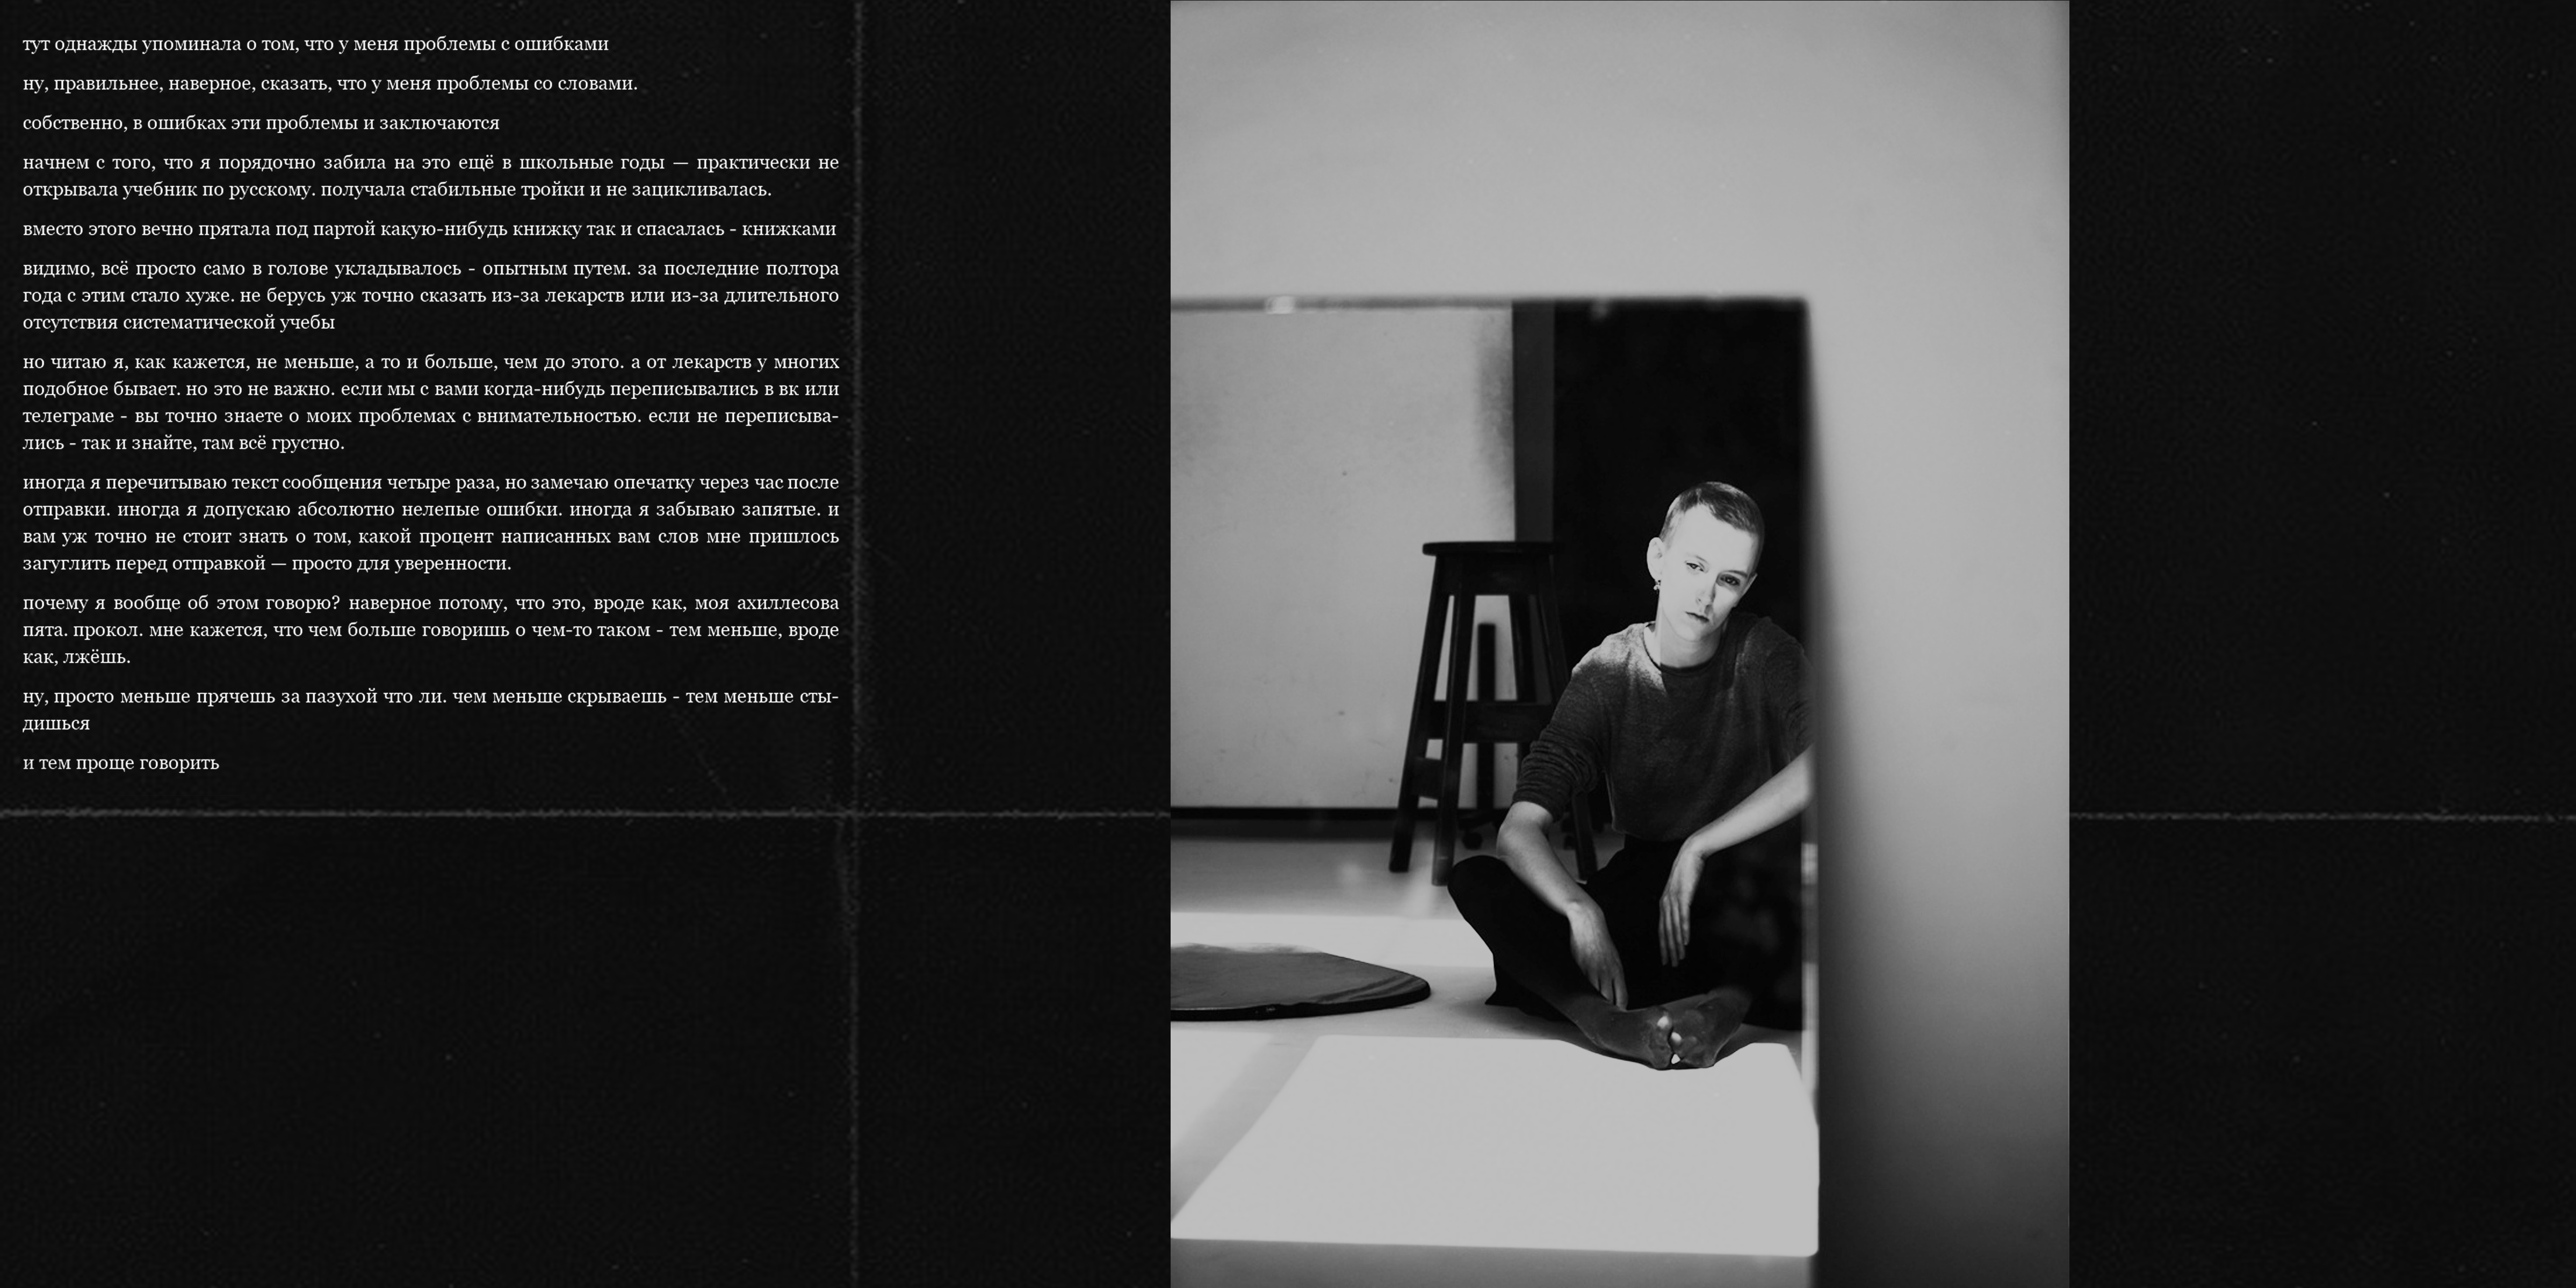 тут однажды упоминала о том, что у меня проблемы с ошибками
ну, правильнее, наверное, сказать, что у меня проблемы со словами.
собственно, в ошибках эти проблемы и заключаются
начнем с того, что я порядочно забила на это ещё в школьные годы — практически не
открывала учебник по русскому. получала стабильные тройки и не зацикливалась.
вместо этого вечно прятала под партой какую-нибудь книжку так и спасалась - книжками
видимо, всё просто само в голове укладывалось - опытным путем. за последние полтора
года с этим стало хуже. не берусь уж точно сказать из-за лекарств или из-за длительного
отсутствия систематической учебы
но читаю я, как кажется, не меньше, а то и больше, чем до этого. а от лекарств у многих
подобное бывает. но это не важно. если мы с вами когда-нибудь переписывались в вк или
телеграме - вы точно знаете о моих проблемах с внимательностью. если не переписыва-
лись - так и знайте, там всё грустно.
иногда я перечитываю текст сообщения четыре раза, но замечаю опечатку через час после
отправки. иногда я допускаю абсолютно нелепые ошибки. иногда я забываю запятые. и
вам уж точно не стоит знать о том, какой процент написанных вам слов мне пришлось
загуглить перед отправкой — просто для уверенности.
почему я вообще об этом говорю? наверное потому, что это, вроде как, моя ахиллесова
пята. прокол. мне кажется, что чем больше говоришь о чем-то таком - тем меньше, вроде
как, лжёшь.
ну, просто меньше прячешь за пазухой что ли. чем меньше скрываешь - тем меньше сты-
дишься
и тем проще говорить